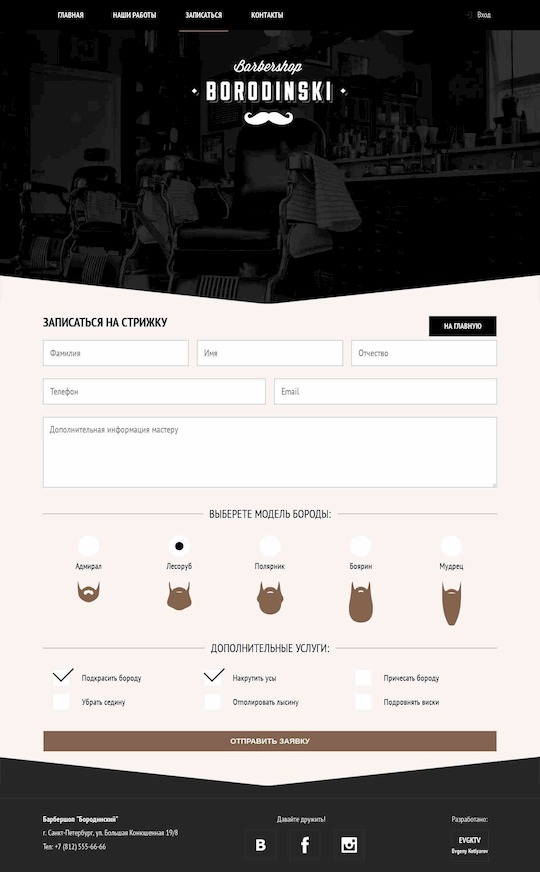 ГЛАВНАЯ НАШИ РАБОТЫ ЗАПИСАТЬСЯ КОНТАКТЫ Вход
Barbershop
BORODINSKI
ЗАПИСАТЬСЯ НА СТРИЖКУ НА ГЛАВНУЮ
Фамилия Имя Отчество
Телефон Email
Дополнительная информация мастеру
ВЫБЕРЕТЕ МОДЕЛЬ БОРОДЫ:
Адмирал Лесоруб Полярник Боярин Мудрец
ДОПОЛНИТЕЛЬНЫЕ УСЛУГИ:
Подкрасить бороду Накрутить усы Причесать бороду
Убрать седину Отполировать лысину Подровнять виски
ОТПРАВИТЬ ЗАЯВКУ
Барбершоп "Бородинский" Давайте дружить! Разработано:
г. Санкт-Петербург, ул. Большая Конюшенная 19/8
Тел: +7 (812) 555-66-66
B f
EVGKTV
Evgeny Kotlyarov